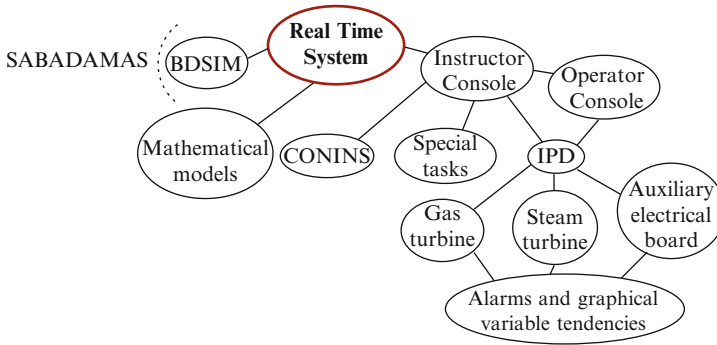 Real Time
System
SABADAMAS
BDSIM
Instructor
Console
Operator
Console
Mathematical
models
CONINS
Special
tasks
IPD
Gas
turbine
Steam
turbine
Auxiliary
electrical
board
Alarms and graphical
variable tendencies